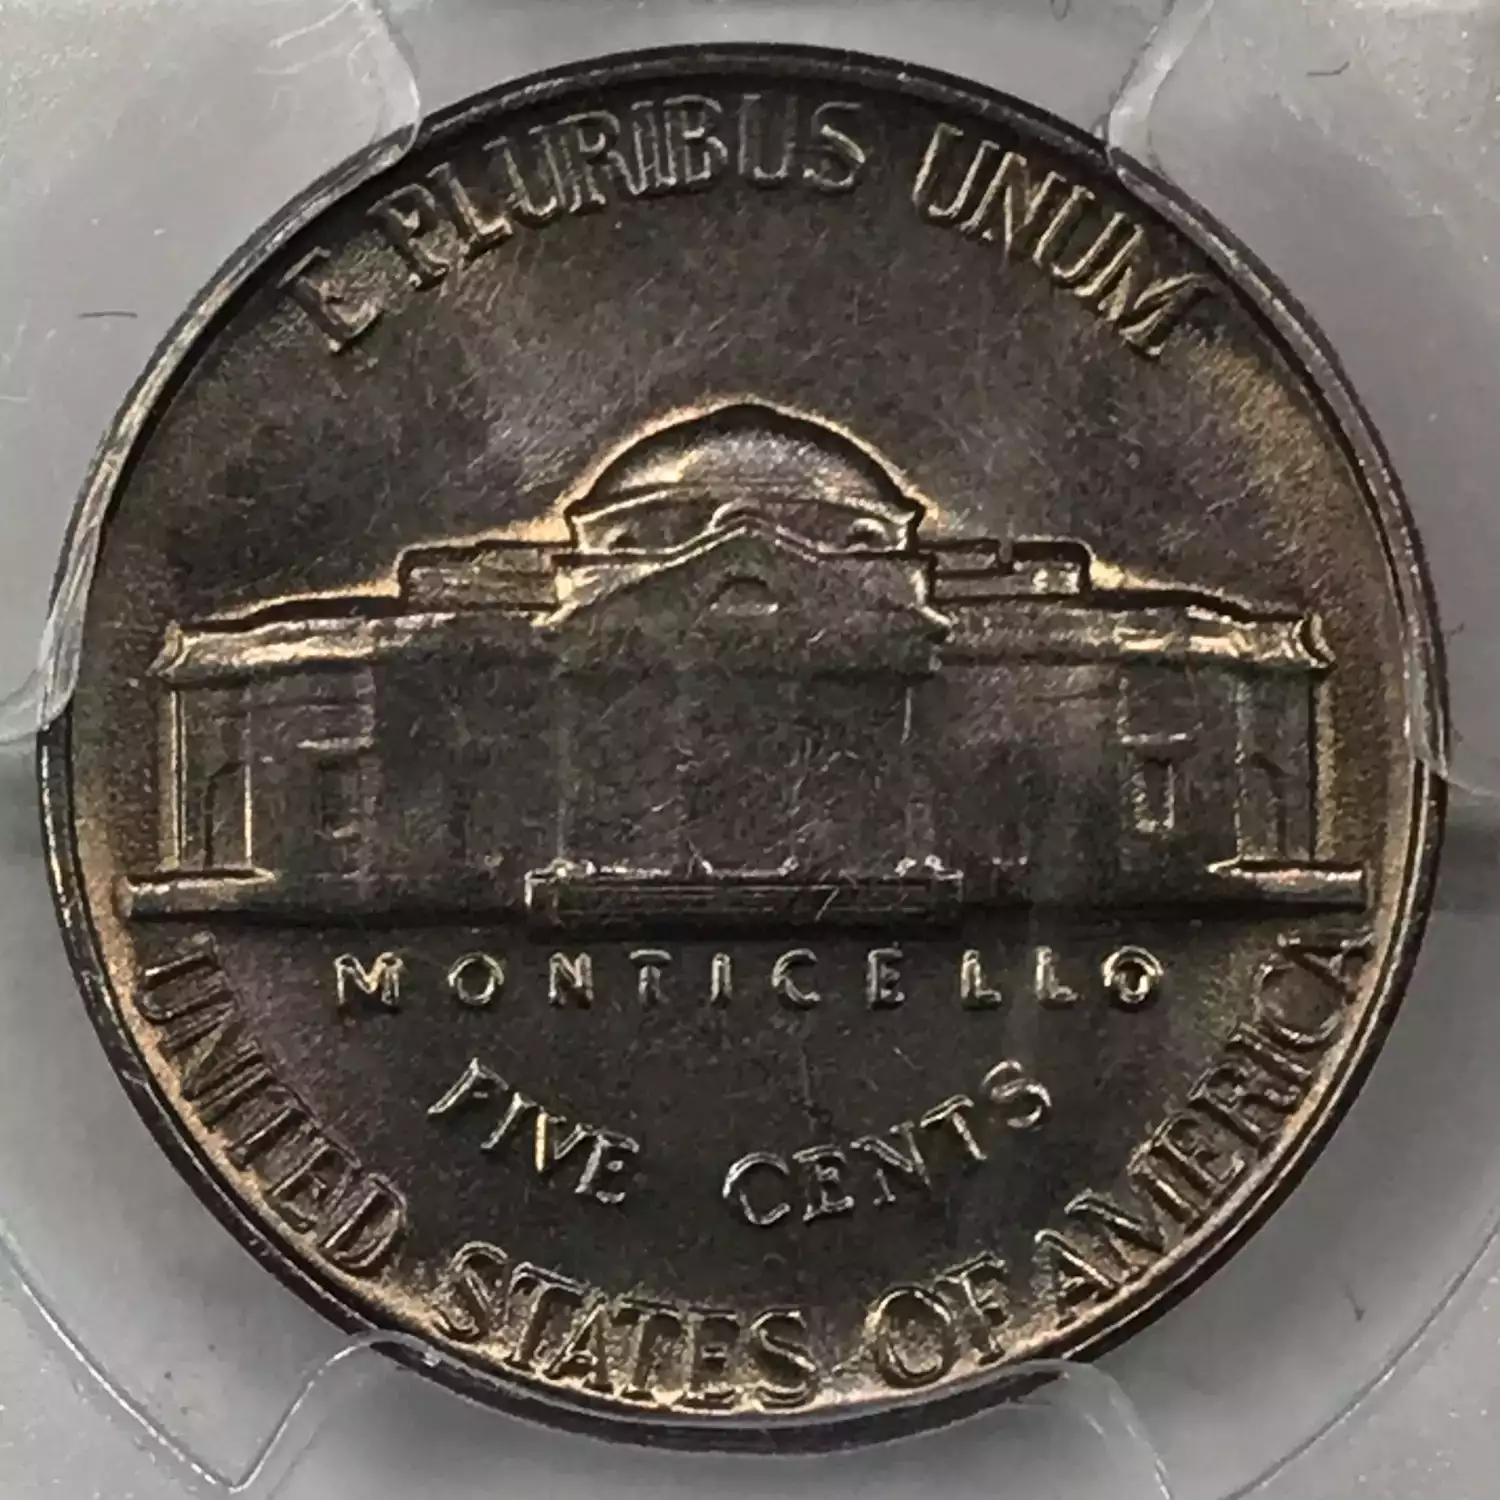 E PLURIBUS UNUM
MONTICELLO
FIVE CENTS
UNITED STATES OF AMERICA